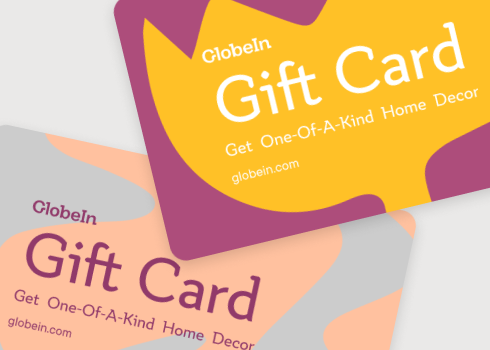 GlobeIn
Gift Card
Get One-Of-A-Kind Home Decor
globein.com
GlobeIn
Gift Card
Get One-Of-A-Kind Home Decor
globein.com